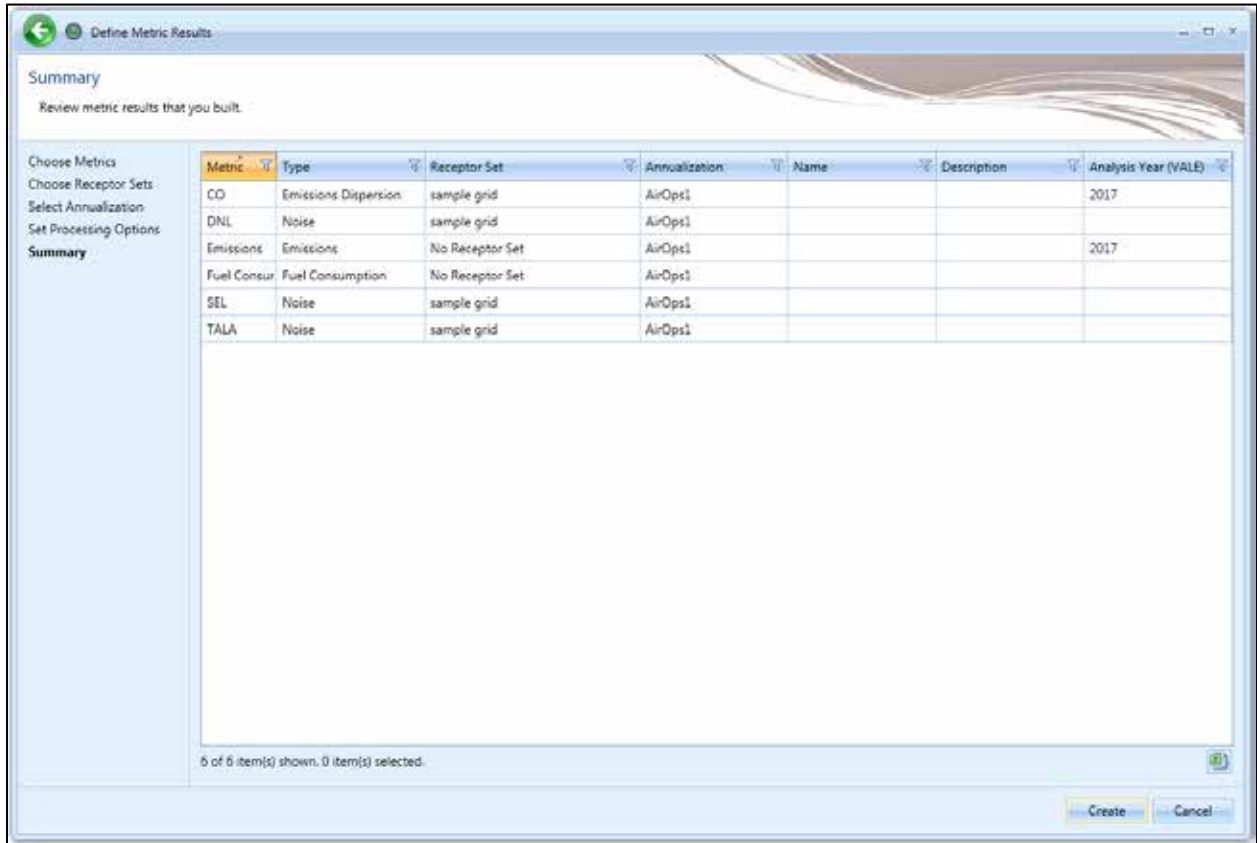 Define Metric Results
Summary
Review metric results that you built.
Choose Metrics
Choose Receptor Sets
Select Annualization
Set Processing Options
Summary
Metric Type Receptor Set Annualization Name Description Analysis Year (VALE)
CO Emissions Dispersion sample grid AirOps1 2017
DNL Noise sample grid AirOps1
Emissions Emissions No Receptor Set AirOps1 2017
Fuel Consur Fuel Consumption No Receptor Set AirOps1
SEL Noise sample grid AirOps1
TALA Noise sample grid AirOps1
6 of 6 item(s) shown. 0 item(s) selected.
Create Cancel